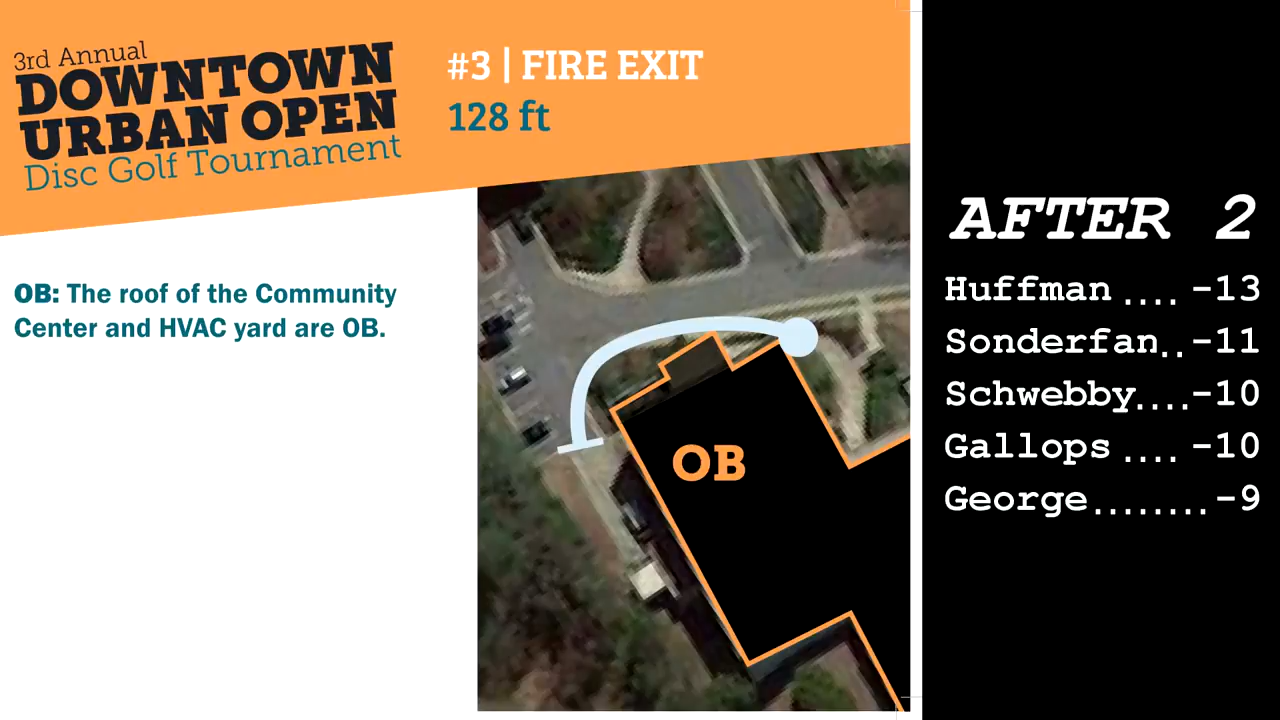 3rd Annual
DOWNTOWN
URBAN OPEN
Disc Golf Tournament
#3 | FIRE EXIT
128 ft
OB: The roof of the Community
Center and HVAC yard are OB.
OB
AFTER 2
Huffman .... -13
Sonderfan..-11
Schwebby....-10
Gallops .... -10
George........-9